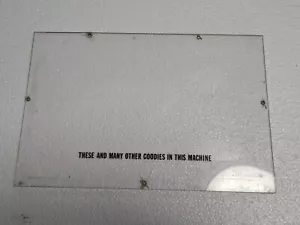 THESE AND MANY OTHER GOODIES IN THIS MACHINE